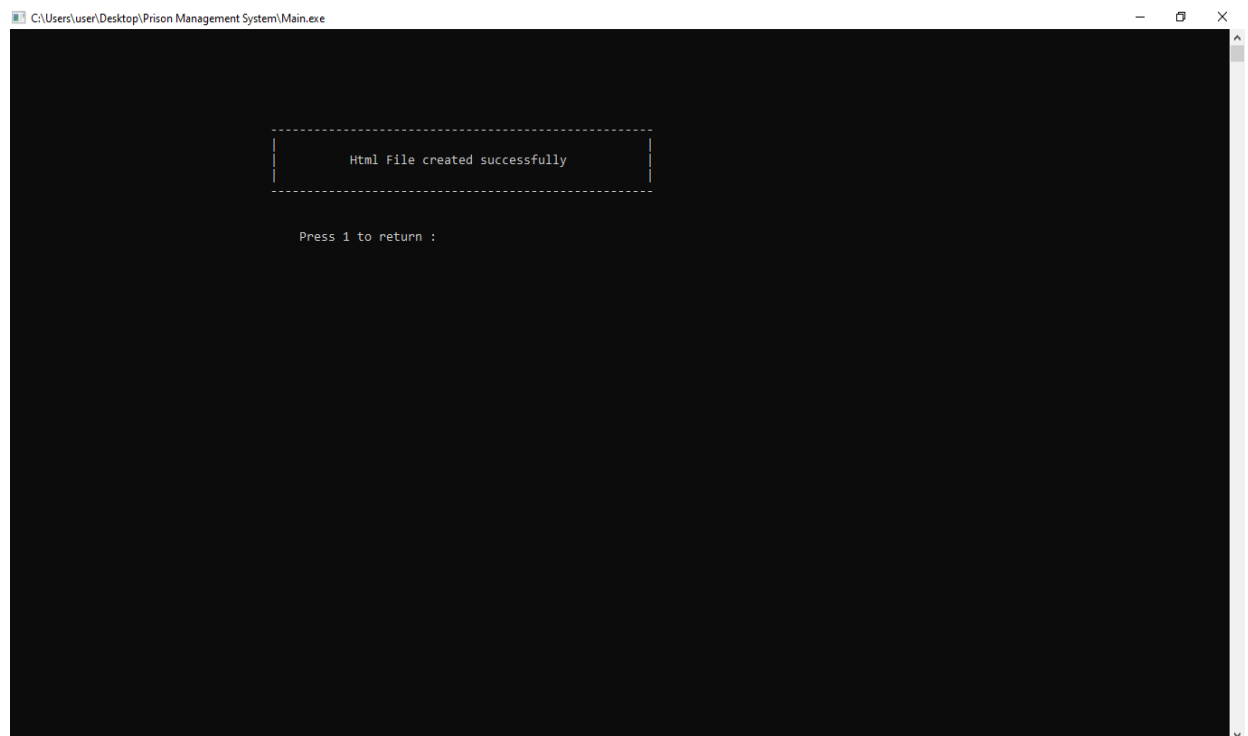 C:\Users\user\Desktop\Prison Management System\Main.exe
-----------------------------------------------------
|                                                   |
|          Html File created successfully           |
|                                                   |
-----------------------------------------------------
Press 1 to return :